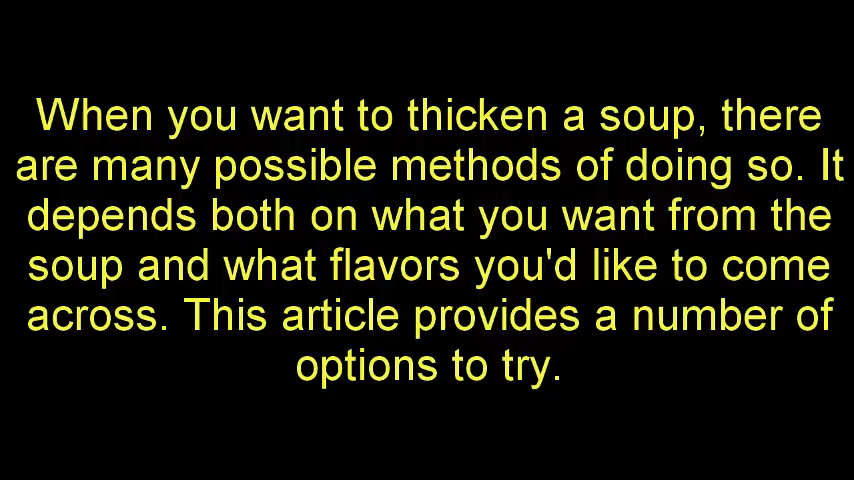 When you want to thicken a soup, there
are many possible methods of doing so. It
depends both on what you want from the
soup and what flavors you'd like to come
across. This article provides a number of
options to try.